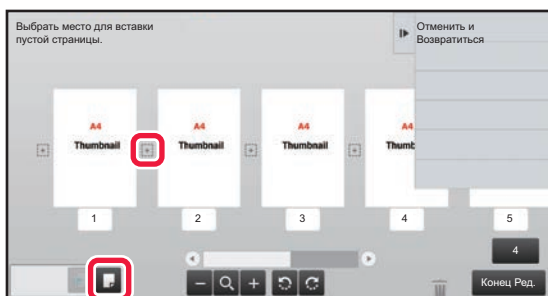 Выбрать место для вставки
пустой страницы.
Отменить и
Возвратиться
A4
Thumbnail
A4
Thumbnail
A4
Thumbnail
A4
Thumb
1
2
3
4
5
4
Конец Ред.